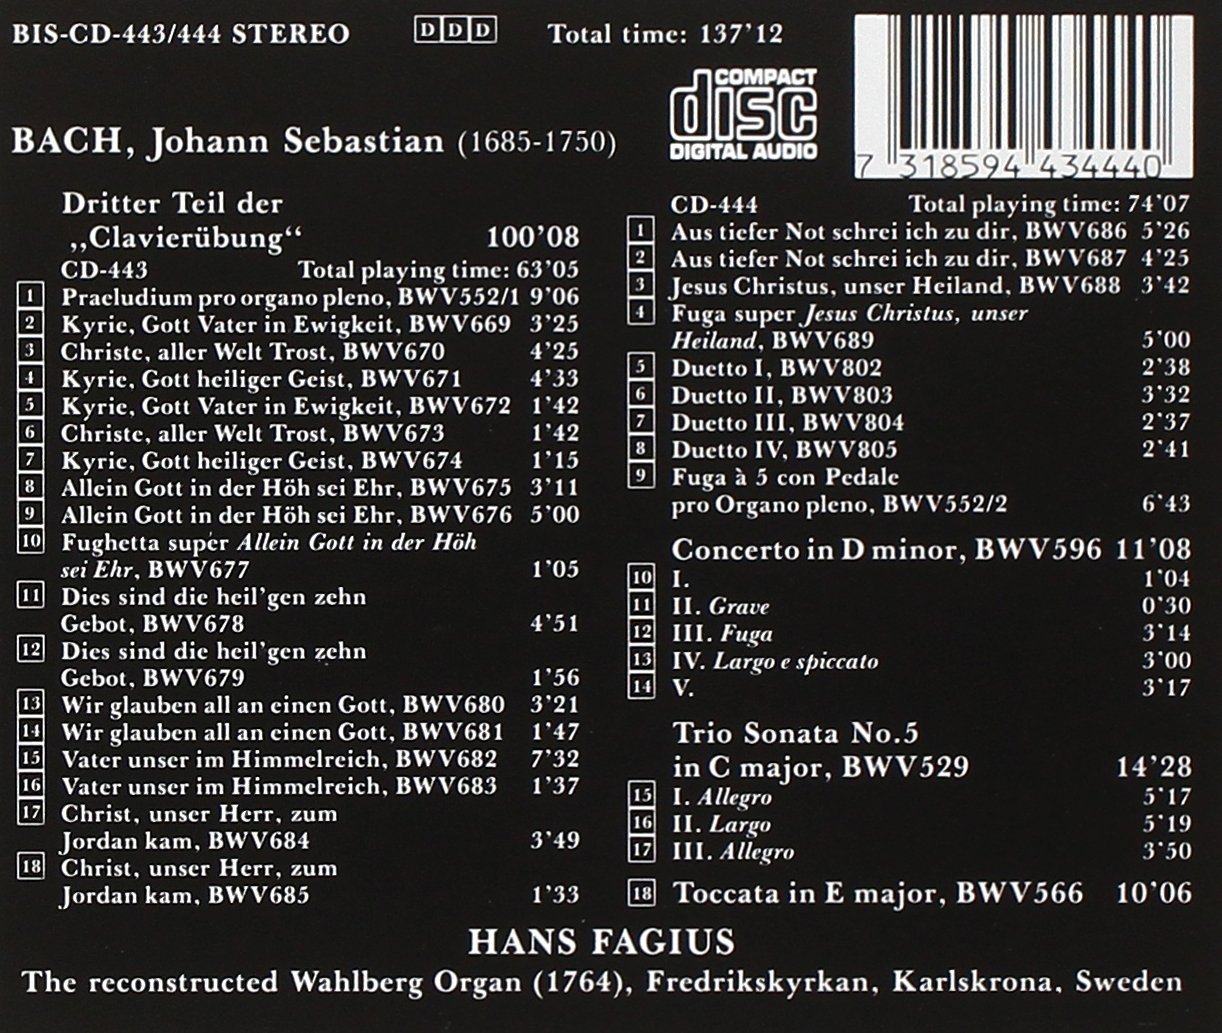 BIS-CD-443/444 STEREO DDD Total time: 137'12
COMPACT
disc
DIGITAL AUDIO
7 318594 434440
BACH, Johann Sebastian (1685-1750)
Dritter Teil der
„Clavierübung“ 100'08
CD-443 Total playing time: 63'05
1 Praeludium pro organo pleno, BWV552/1 9'06
2 Kyrie, Gott Vater in Ewigkeit, BWV669 3'25
3 Christe, aller Welt Trost, BWV670 4'25
4 Kyrie, Gott heiliger Geist, BWV671 4'33
5 Kyrie, Gott Vater in Ewigkeit, BWV672 1'42
6 Christe, aller Welt Trost, BWV673 1'42
7 Kyrie, Gott heiliger Geist, BWV674 1'15
8 Allein Gott in der Höh sei Ehr, BWV675 3'11
9 Allein Gott in der Höh sei Ehr, BWV676 5'00
10 Fughetta super Allein Gott in der Höh
sei Ehr, BWV677 1'05
11 Dies sind die heil'gen zehn
Gebot, BWV678 4'51
12 Dies sind die heil'gen zehn
Gebot, BWV679 1'56
13 Wir glauben all an einen Gott, BWV680 3'21
14 Wir glauben all an einen Gott, BWV681 1'47
15 Vater unser im Himmelreich, BWV682 7'32
16 Vater unser im Himmelreich, BWV683 1'37
17 Christ, unser Herr, zum
Jordan kam, BWV684 3'49
18 Christ, unser Herr, zum
Jordan kam, BWV685 1'33
CD-444 Total playing time: 74'07
1 Aus tiefer Not schrei ich zu dir, BWV686 5'26
2 Aus tiefer Not schrei ich zu dir, BWV687 4'25
3 Jesus Christus, unser Heiland, BWV688 3'42
4 Fuga super Jesus Christus, unser
Heiland, BWV689 5'00
5 Duetto I, BWV802 2'38
6 Duetto II, BWV803 3'32
7 Duetto III, BWV804 2'37
8 Duetto IV, BWV805 2'41
9 Fuga à 5 con Pedale
pro Organo pleno, BWV552/2 6'43
Concerto in D minor, BWV596 11'08
10 I. 1'04
11 II. Grave 0'30
12 III. Fuga 3'14
13 IV. Largo e spiccato 3'00
14 V. 3'17
Trio Sonata No.5
in C major, BWV529 14'28
15 I. Allegro 5'17
16 II. Largo 5'19
17 III. Allegro 3'50
18 Toccata in E major, BWV566 10'06
HANS FAGIUS
The reconstructed Wahlberg Organ (1764), Fredrikskyrkan, Karlskrona, Sweden